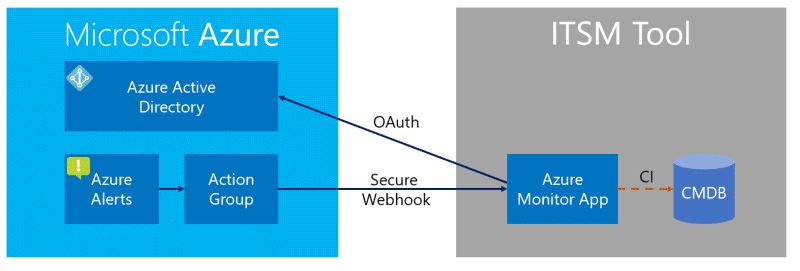 Microsoft Azure
Azure Active
Directory
Azure
Alerts
Action
Group
OAuth
Secure
Webhook
ITSM Tool
Azure
Monitor App
CI
CMDB